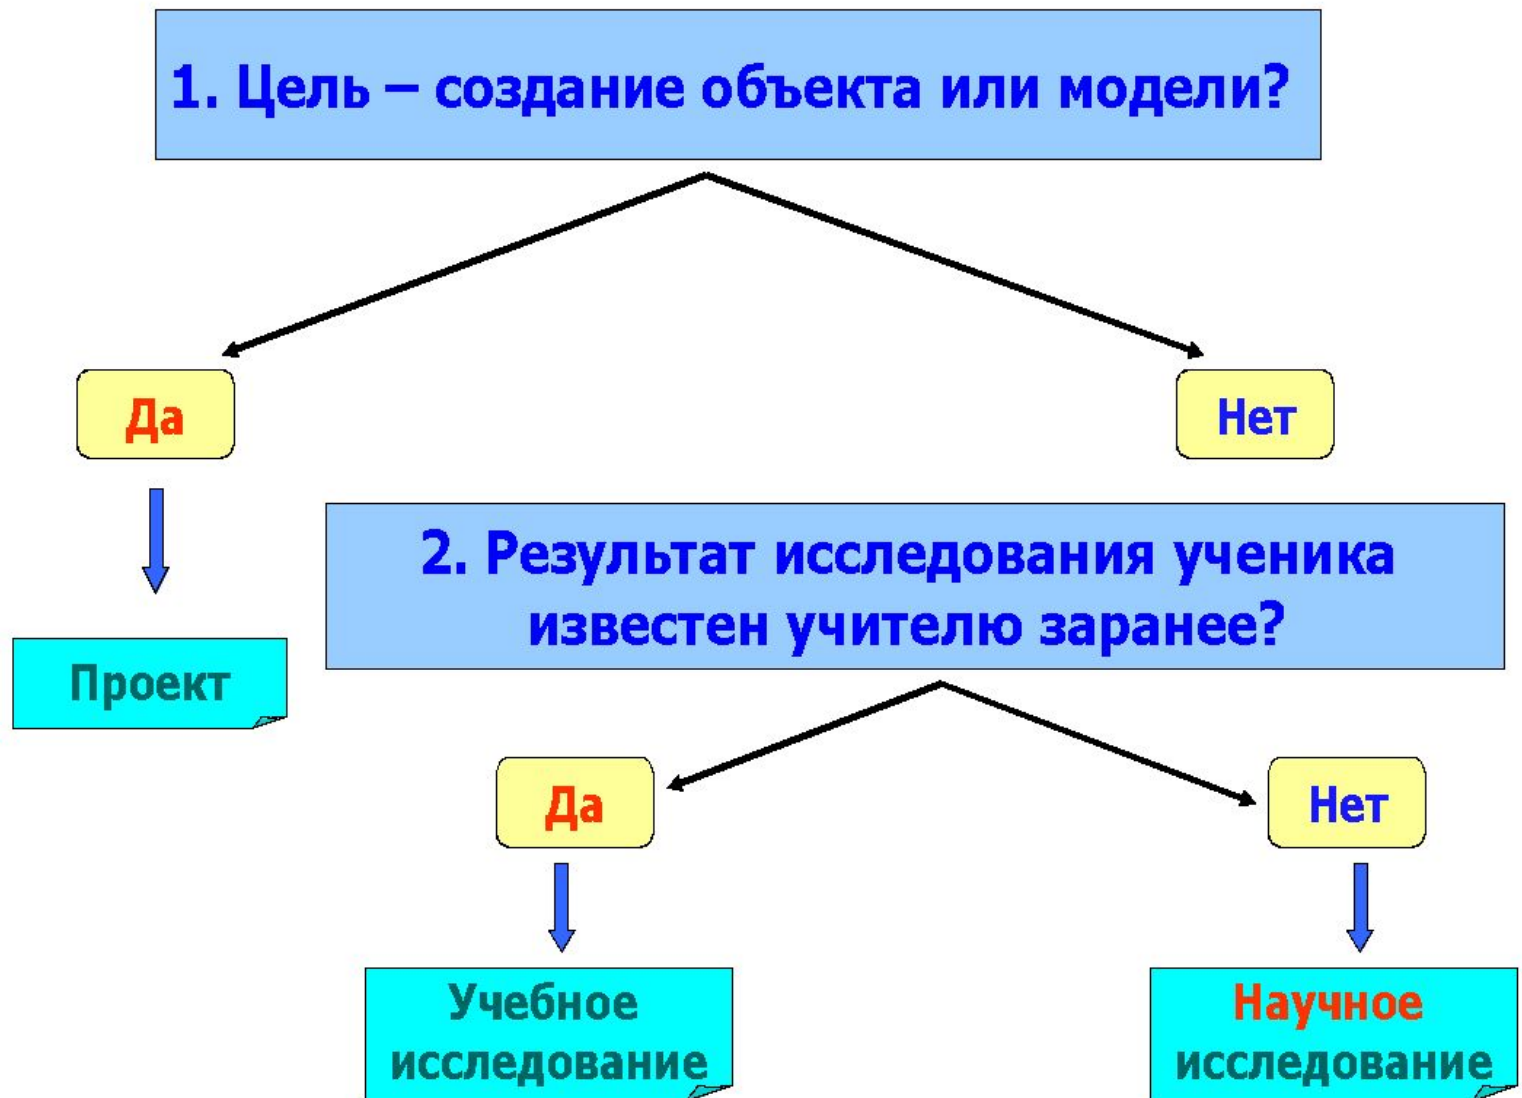 1. Цель – создание объекта или модели?
Да
Нет
2. Результат исследования ученика
известен учителю заранее?
Проект
Да
Нет
Учебное
исследование
Научное
исследование